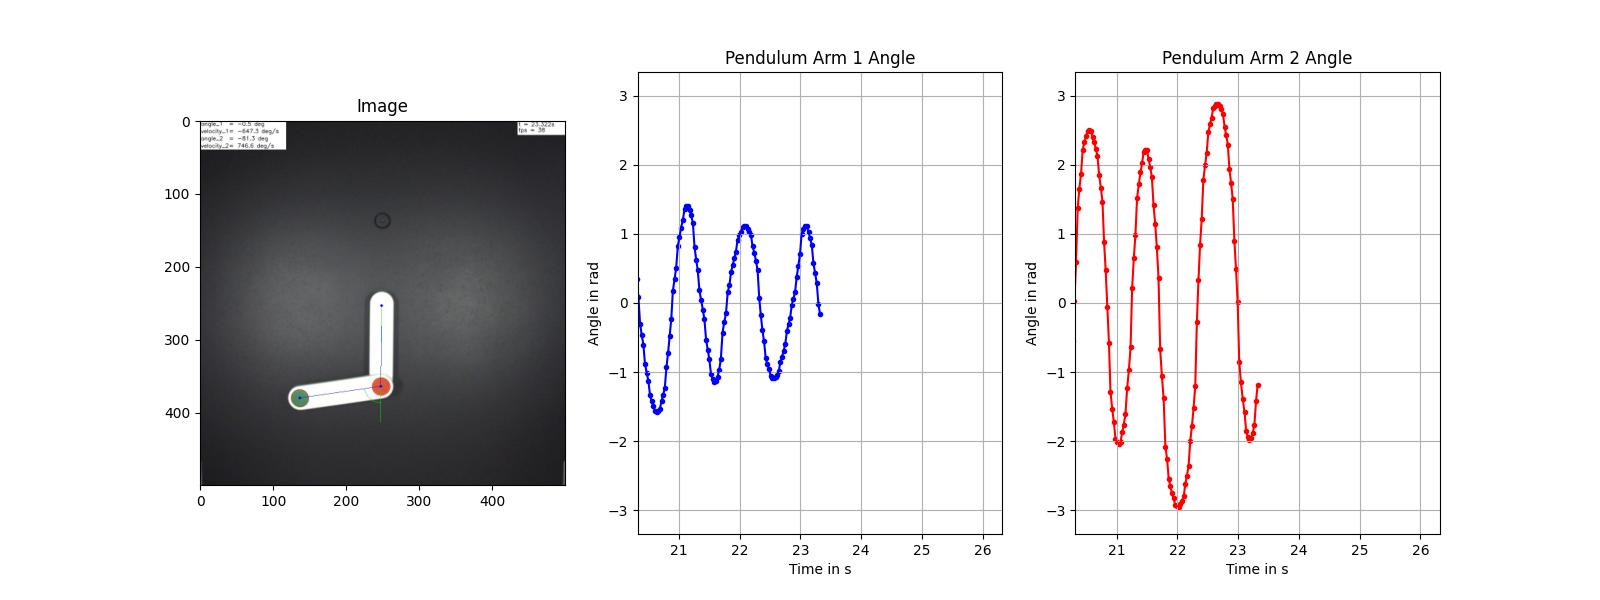 Image
angle_1 = -0.5 deg
velocity_1= -647.3 deg/s
angle_2 = -81.3 deg
velocity_2= 746.6 deg/s
t = 23.322s
fps = 38
0
100
200
300
400
0 100 200 300 400
Pendulum Arm 1 Angle
Angle in rad
3
2
1
0
−1
−2
−3
21 22 23 24 25 26
Time in s
Pendulum Arm 2 Angle
Angle in rad
3
2
1
0
−1
−2
−3
21 22 23 24 25 26
Time in s